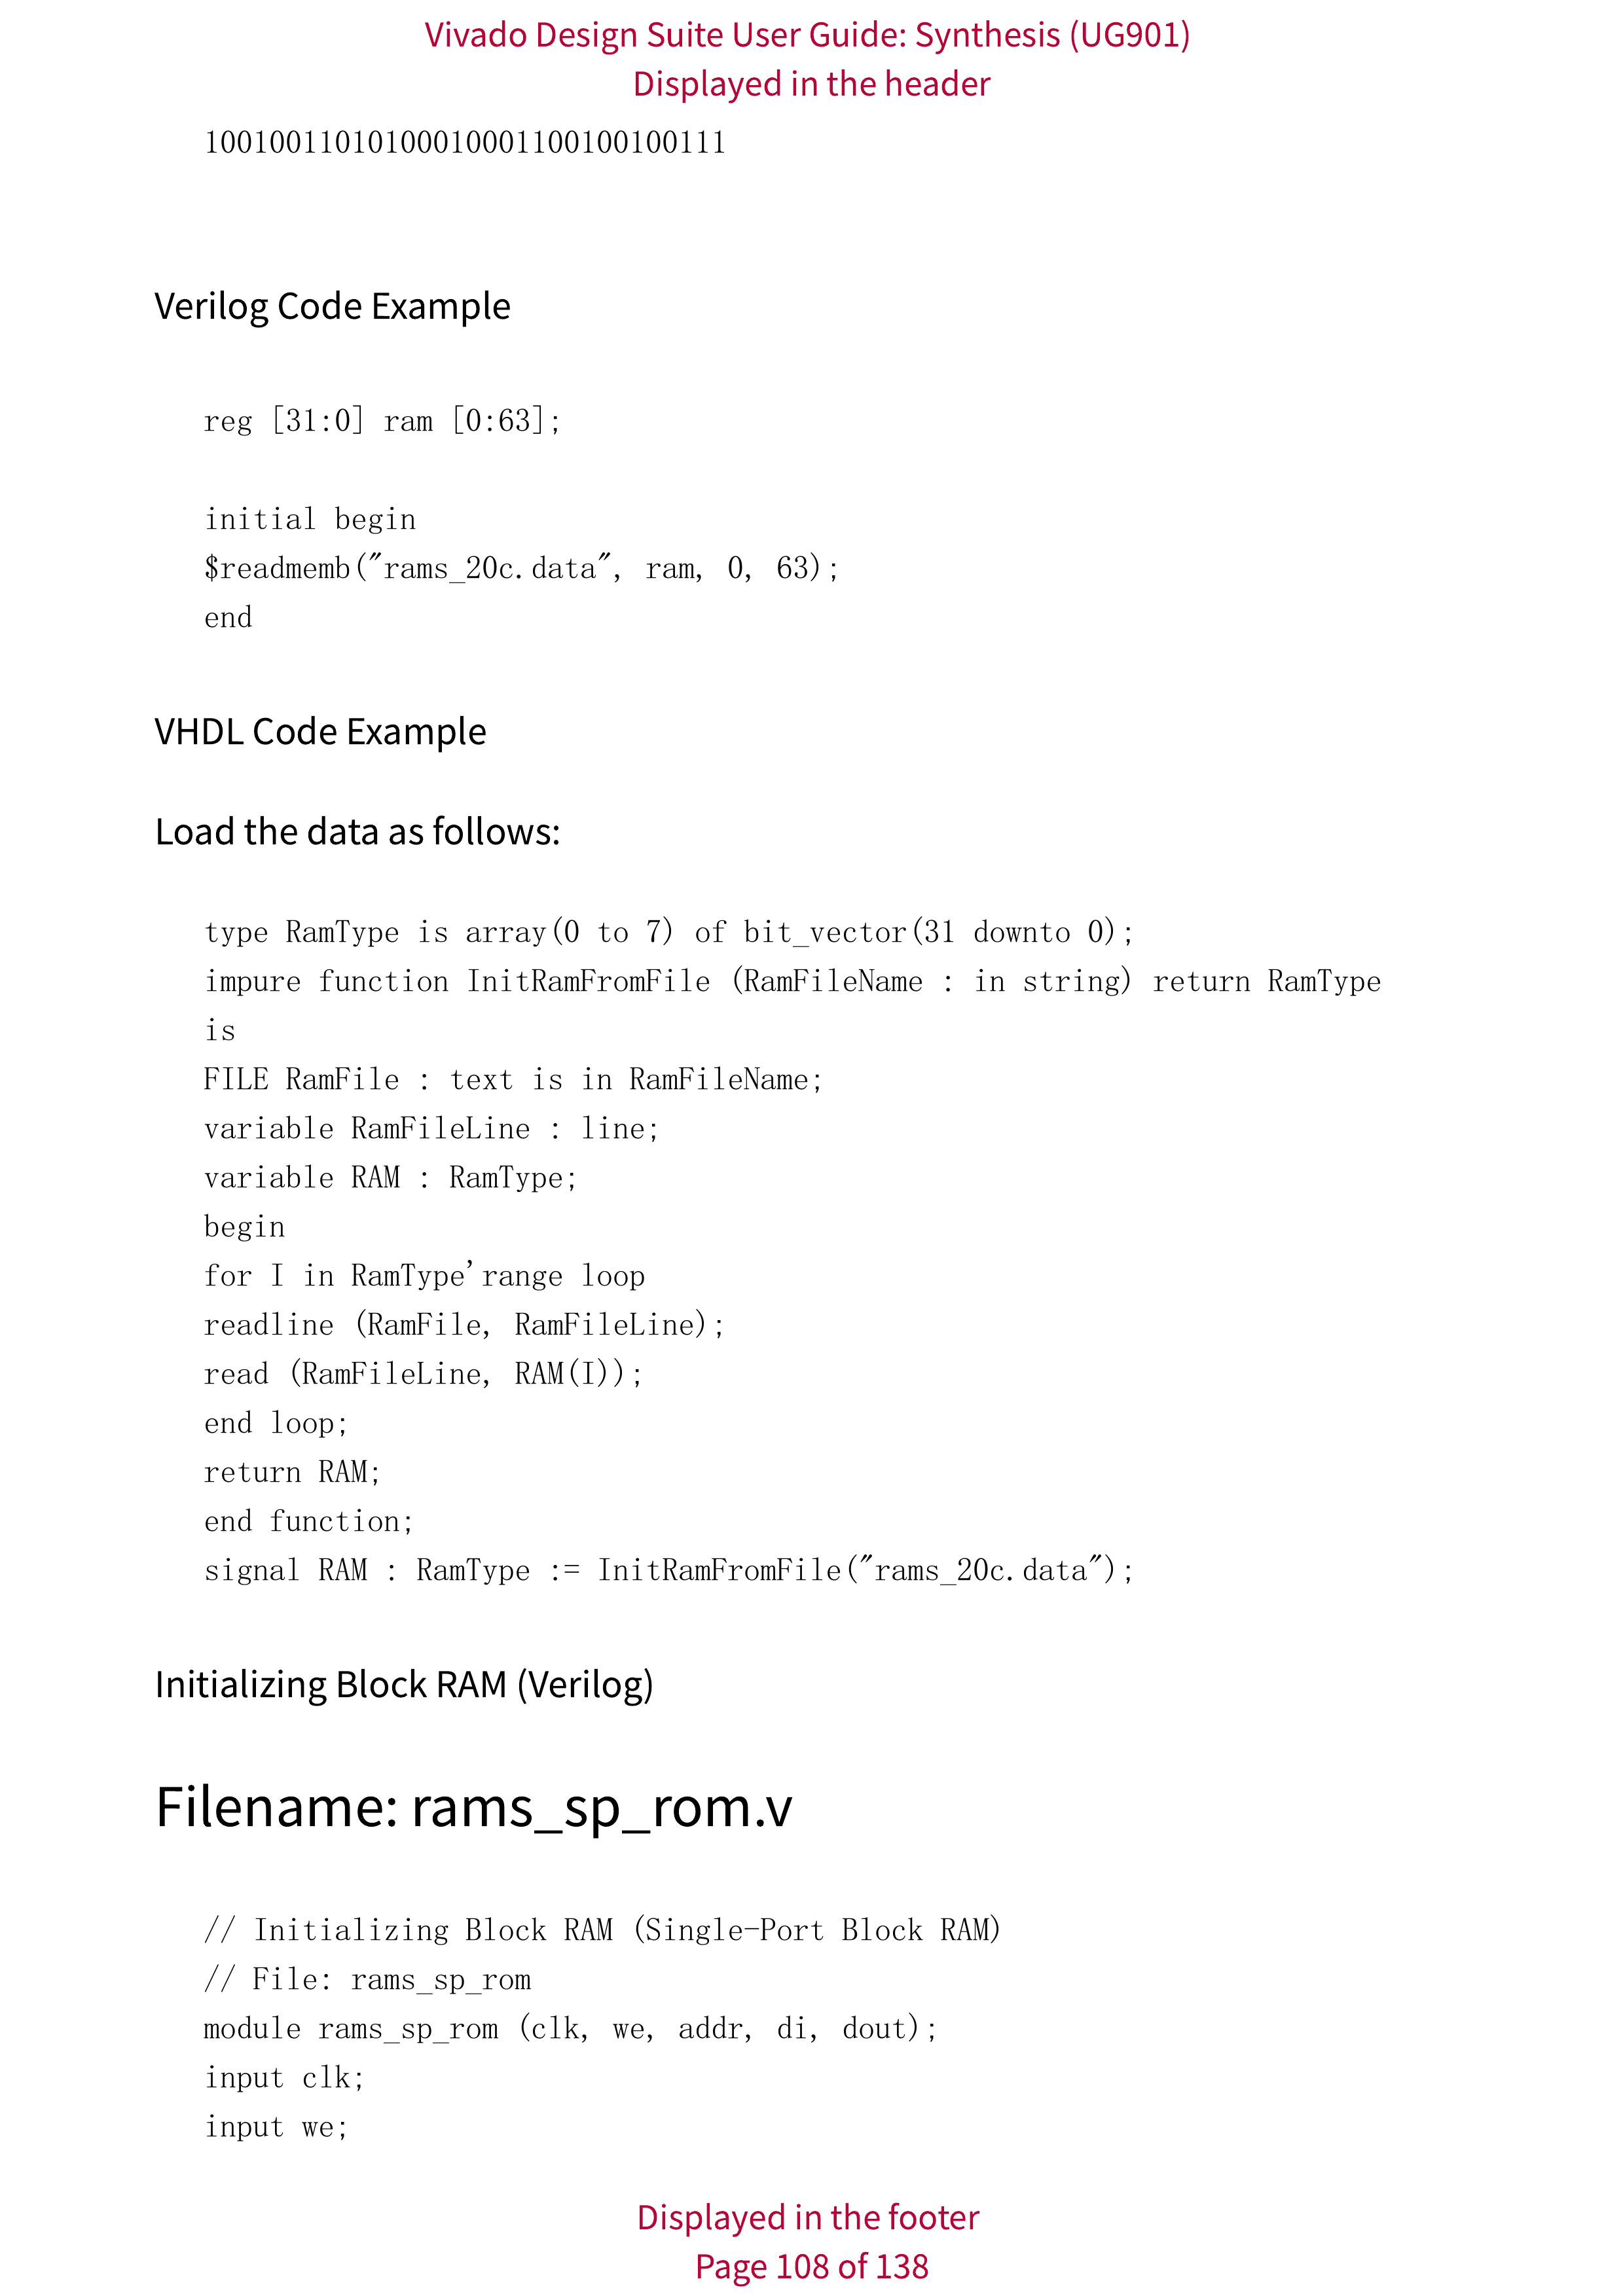 Vivado Design Suite User Guide: Synthesis (UG901)
Displayed in the header
10010011010100010001100100100111
Verilog Code Example
reg [31:0] ram [0:63];
initial begin
$readmemb("rams_20c.data", ram, 0, 63);
end
VHDL Code Example
Load the data as follows:
type RamType is array(0 to 7) of bit_vector(31 downto 0);
impure function InitRamFromFile (RamFileName : in string) return RamType
is
FILE RamFile : text is in RamFileName;
variable RamFileLine : line;
variable RAM : RamType;
begin
for I in RamType'range loop
readline (RamFile, RamFileLine);
read (RamFileLine, RAM(I));
end loop;
return RAM;
end function;
signal RAM : RamType := InitRamFromFile("rams_20c.data");
Initializing Block RAM (Verilog)
Filename: rams_sp_rom.v
// Initializing Block RAM (Single-Port Block RAM)
// File: rams_sp_rom
module rams_sp_rom (clk, we, addr, di, dout);
input clk;
input we;
Displayed in the footer
Page 108 of 138